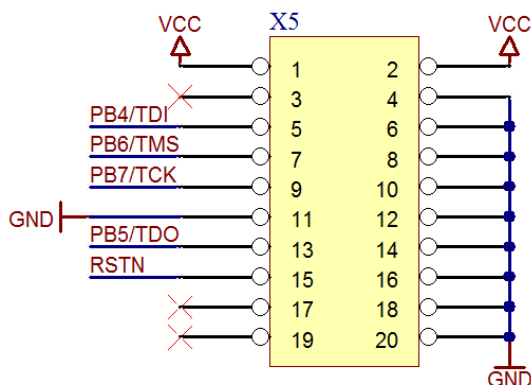 X5
VCC VCC
1 2
3 4
PB4/TDI 5 6
PB6/TMS 7 8
PB7/TCK 9 10
GND 11 12
PB5/TDO 13 14
RSTN 15 16
17 18
19 20
GND